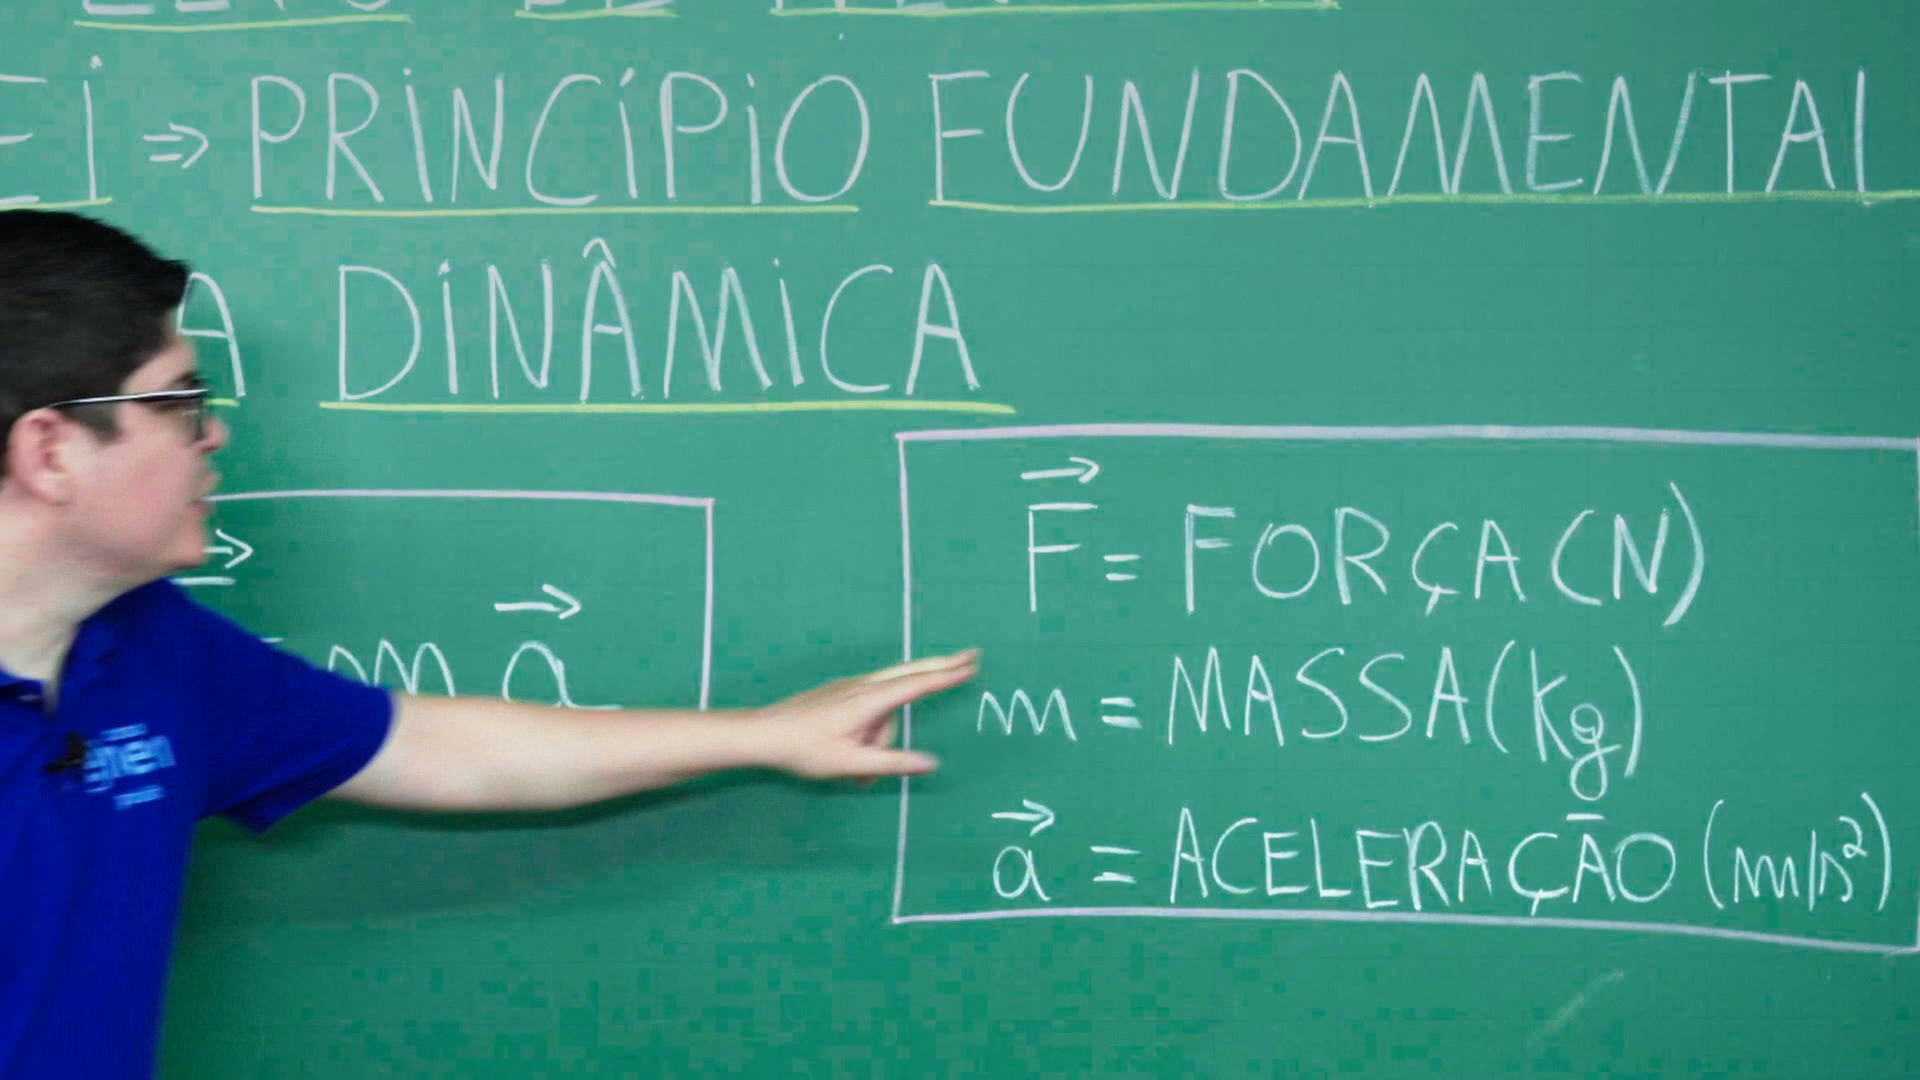 ⇒ PRINCÍPIO FUNDAMENTAL
A DINÂMICA
m a
F = FORÇA (N)
m = MASSA (kg)
a = ACELERAÇÃO (m/s²)